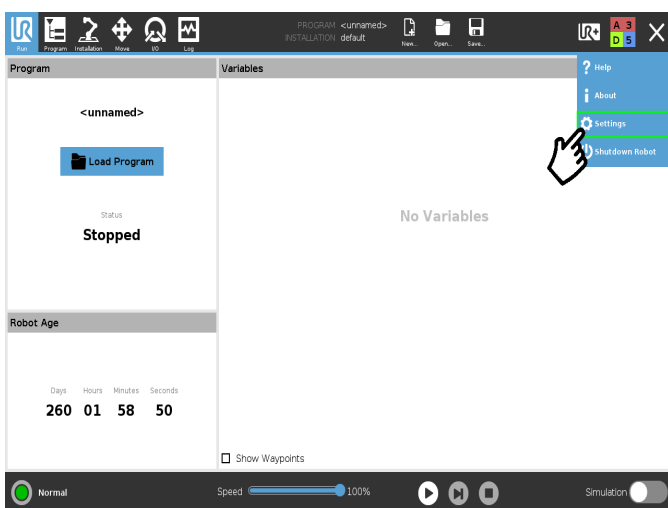 PROGRAM <unnamed>
INSTALLATION default
UR
Run
Program
Installation
Move
I/O
Log
New...
Open...
Save...
UR+
A 3
D 5
Program
<unnamed>
Load Program
Status
Stopped
Robot Age
Days Hours Minutes Seconds
260 01 58 50
Variables
No Variables
Show Waypoints
Help
About
Settings
Shutdown Robot
Normal
Speed 100%
Simulation